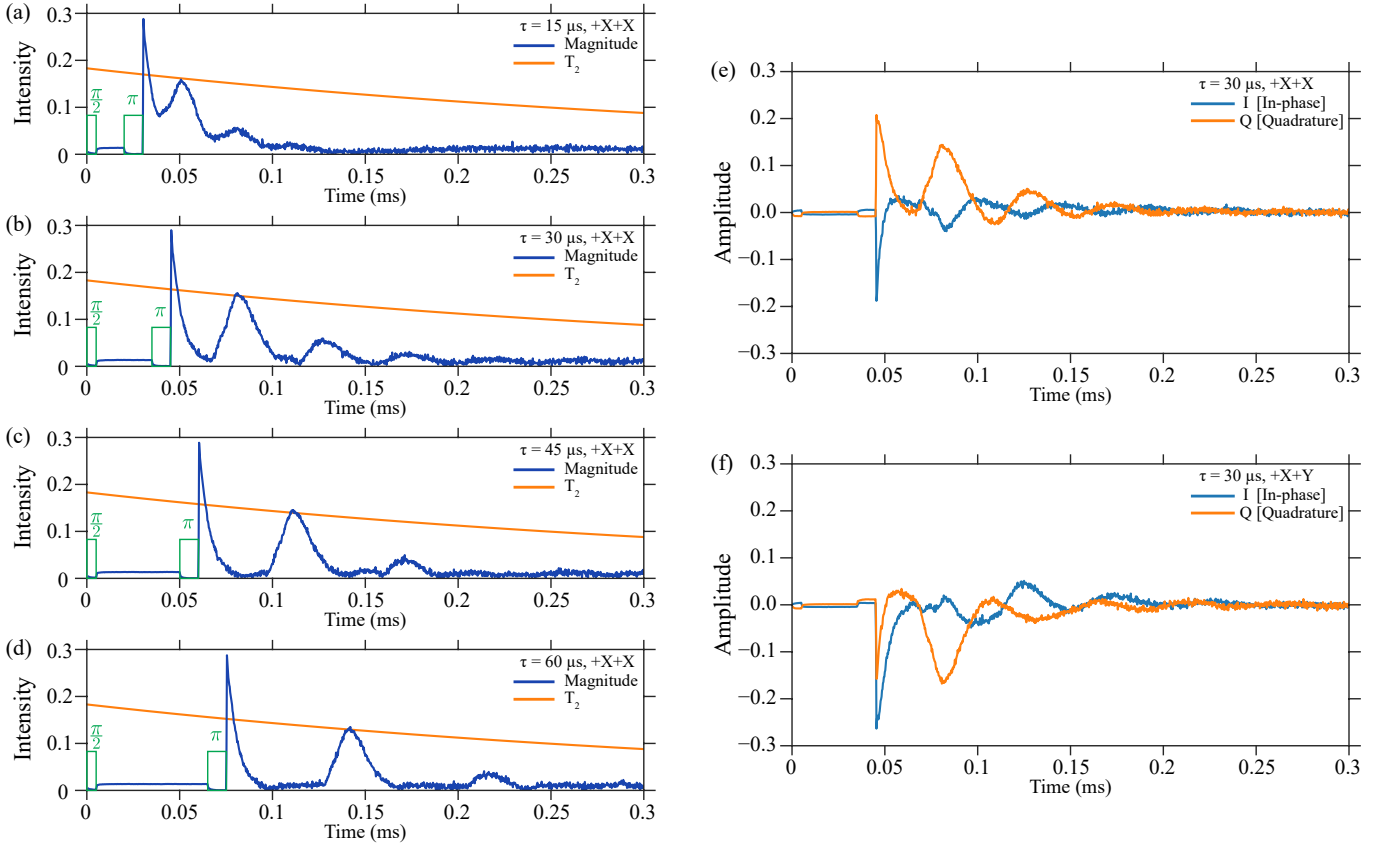 (a)
0.3
0.2
0.1
0
Intensity
τ = 15 µs, +X+X
Magnitude
T2
π/2
π
0 0.05 0.1 0.15 0.2 0.25 0.3
Time (ms)
(b)
0.3
0.2
0.1
0
Intensity
τ = 30 µs, +X+X
Magnitude
T2
π/2
π
0 0.05 0.1 0.15 0.2 0.25 0.3
Time (ms)
(c)
0.3
0.2
0.1
0
Intensity
τ = 45 µs, +X+X
Magnitude
T2
π/2
π
0 0.05 0.1 0.15 0.2 0.25 0.3
Time (ms)
(d)
0.3
0.2
0.1
0
Intensity
τ = 60 µs, +X+X
Magnitude
T2
π/2
π
0 0.05 0.1 0.15 0.2 0.25 0.3
Time (ms)
(e)
0.3
0.2
0.1
0.0
−0.1
−0.2
−0.3
Amplitude
τ = 30 µs, +X+X
I [In-phase]
Q [Quadrature]
0 0.05 0.1 0.15 0.2 0.25 0.3
Time (ms)
(f)
0.3
0.2
0.1
0.0
−0.1
−0.2
−0.3
Amplitude
τ = 30 µs, +X+Y
I [In-phase]
Q [Quadrature]
0 0.05 0.1 0.15 0.2 0.25 0.3
Time (ms)